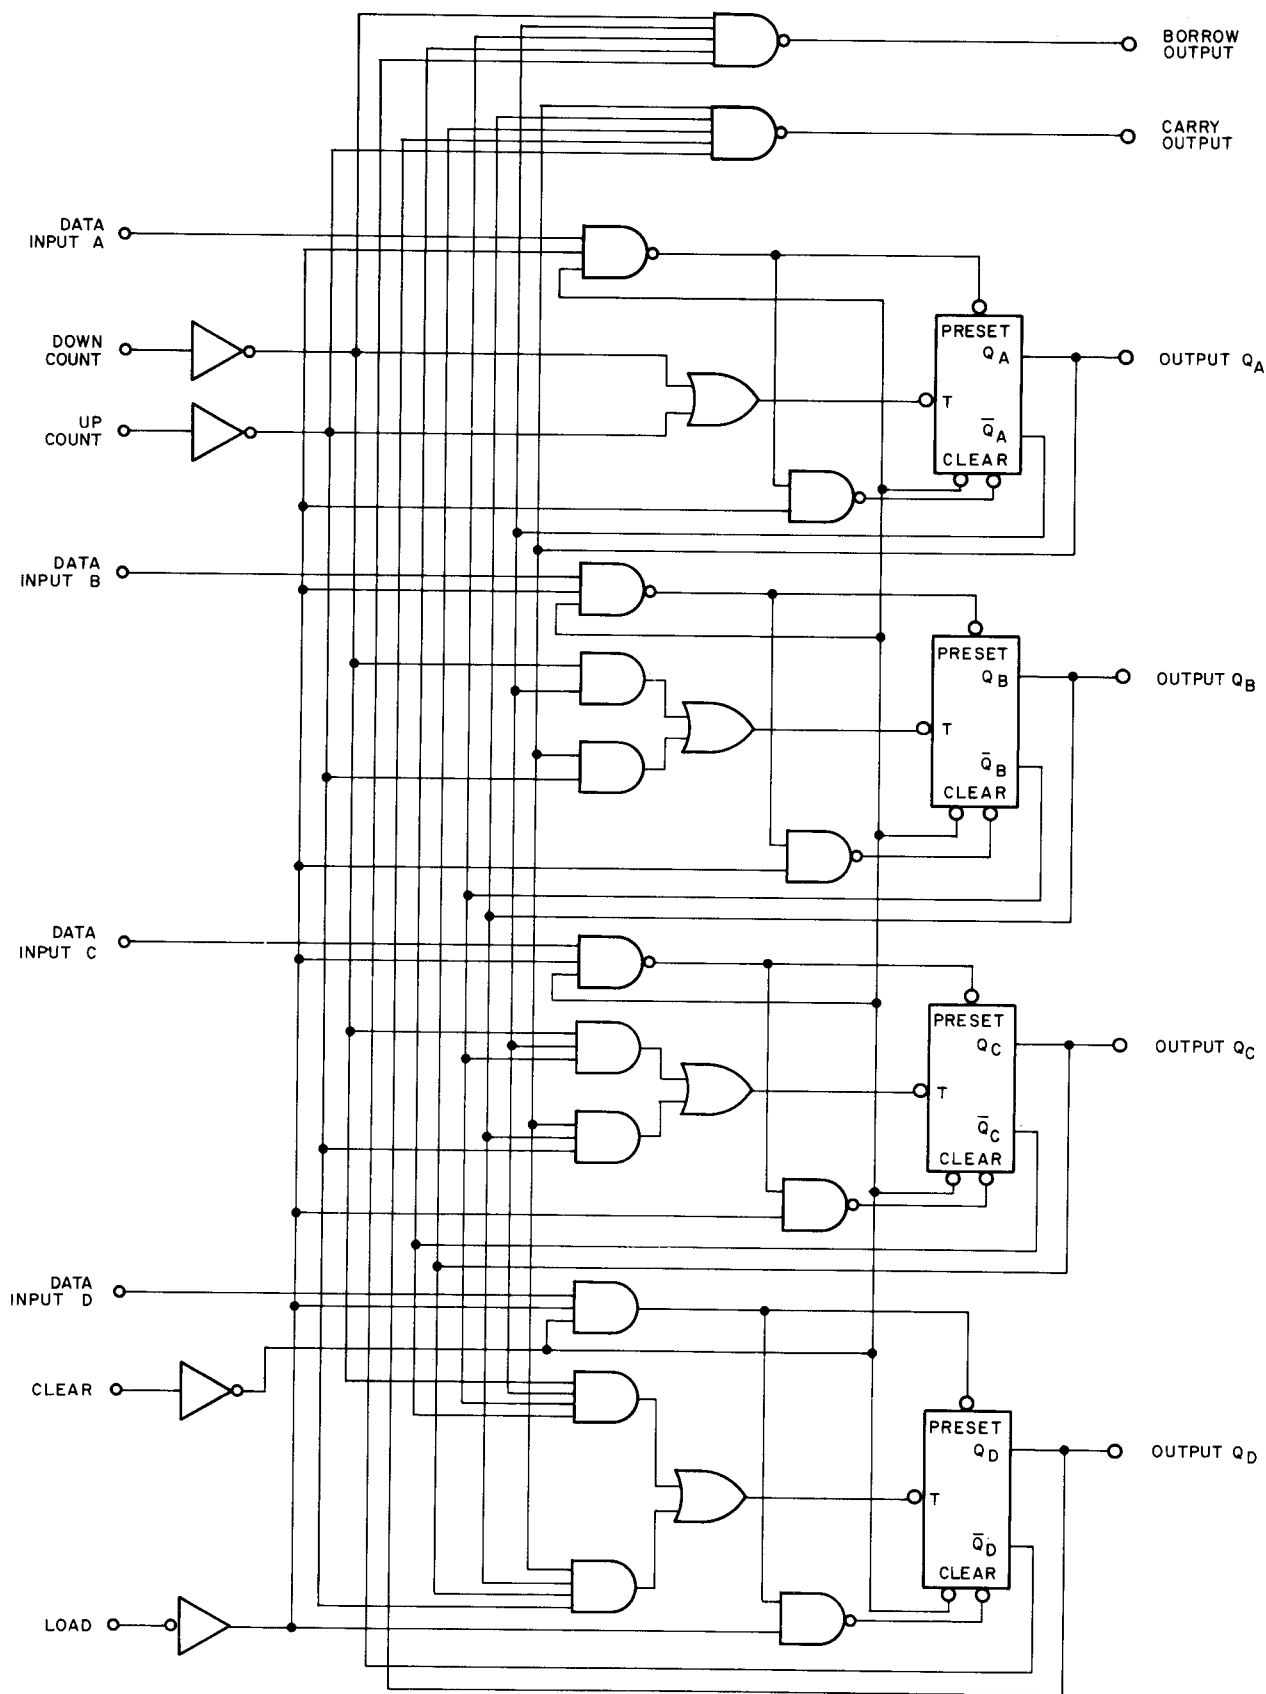 BORROW
OUTPUT
CARRY
OUTPUT
DATA
INPUT A
DOWN
COUNT
UP
COUNT
PRESET
QA
T
Q̅A
CLEAR
OUTPUT QA
DATA
INPUT B
PRESET
QB
T
Q̅B
CLEAR
OUTPUT QB
DATA
INPUT C
PRESET
QC
T
Q̅C
CLEAR
OUTPUT QC
DATA
INPUT D
CLEAR
PRESET
QD
T
Q̅D
CLEAR
OUTPUT QD
LOAD